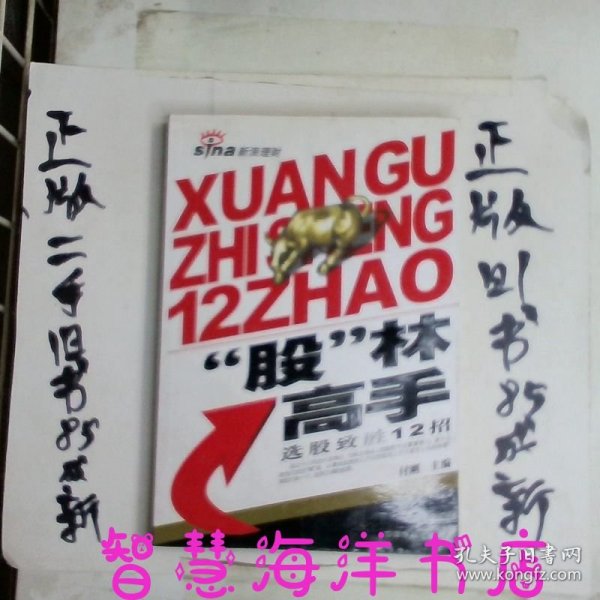 正版二手旧书85成新
sina 新浪理财
XUAN GU
ZHI SHENG
12ZHAO
“股”林
高手
选股致胜12招
主编
正版旧书85成新
智慧海洋书店
孔夫子旧书网
www.kongfz.com